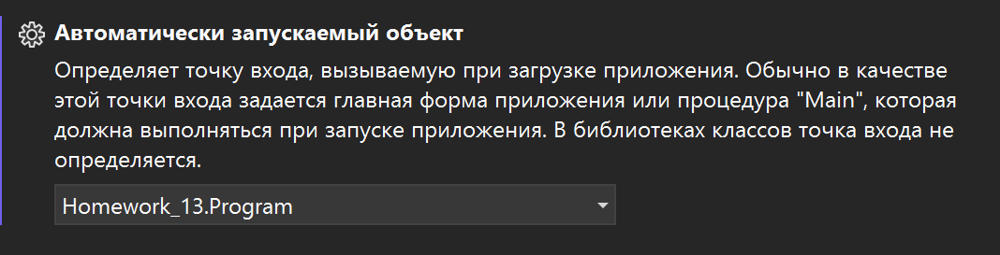 Автоматически запускаемый объект
Определяет точку входа, вызываемую при загрузке приложения. Обычно в качестве
этой точки входа задается главная форма приложения или процедура "Main", которая
должна выполняться при запуске приложения. В библиотеках классов точка входа не
определяется.
Homework_13.Program